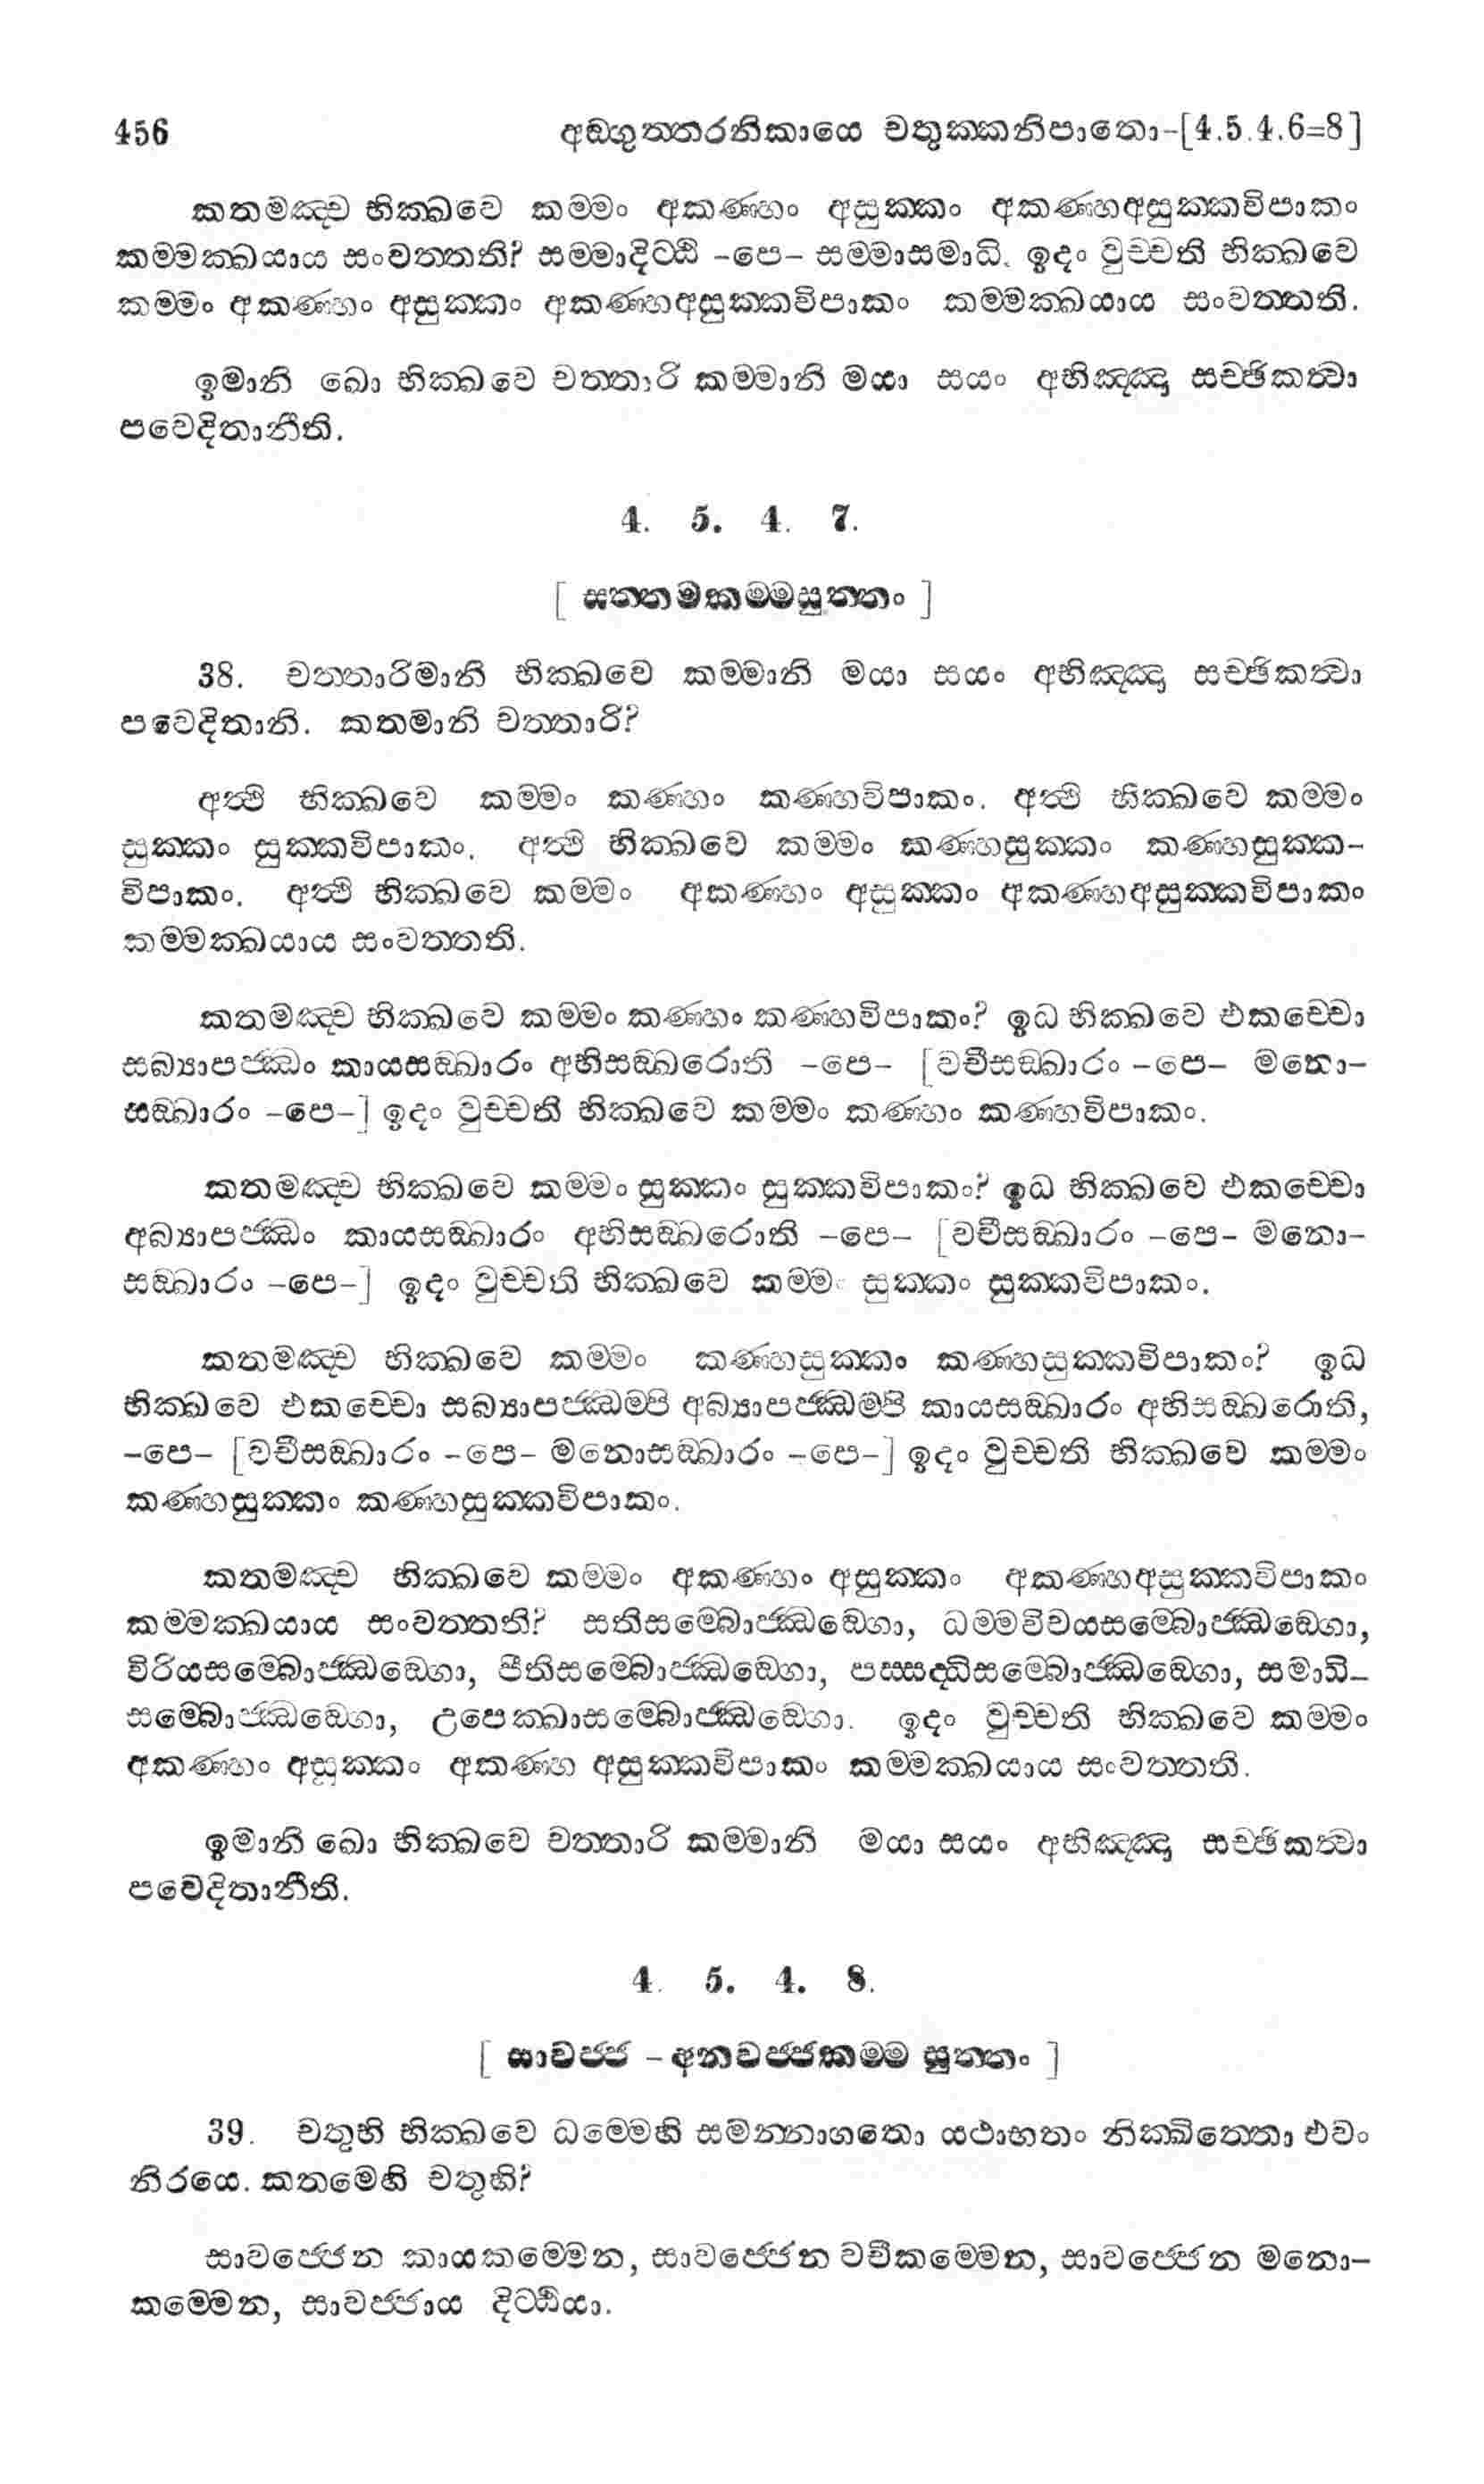 456 අඞ්ගුත්තරනිකායෙ චතුක්කනිපාතො-[4.5.4.6=8]
කතමඤ්ච භික්ඛවෙ කම්මං අකණ්හං අසුක්කං අකණ්හඅසුක්කවිපාකං
කම්මක්ඛයාය සංවත්තති? සම්මාදිට්ඨි -පෙ- සම්මාසමාධි. ඉදං වුච්චති භික්ඛවෙ
කම්මං අකණ්හං අසුක්කං අකණ්හඅසුක්කවිපාකං කම්මක්ඛයාය සංවත්තති.
ඉමානි ඛො භික්ඛවෙ චත්තාරි කම්මානි මයා සයං අභිඤ්ඤා සච්ඡිකත්වා
පවෙදිතානීති.
4. 5. 4. 7.
[ සත්තමකම්මසුත්තං ]
38. චත්තාරිමානි භික්ඛවෙ කම්මානි මයා සයං අභිඤ්ඤා සච්ඡිකත්වා
පවෙදිතානි. කතමානි චත්තාරි?
අත්ථි භික්ඛවෙ කම්මං කණ්හං කණ්හවිපාකං. අත්ථි භික්ඛවෙ කම්මං
සුක්කං සුක්කවිපාකං. අත්ථි භික්ඛවෙ කම්මං කණ්හසුක්කං කණ්හසුක්ක-
විපාකං. අත්ථි භික්ඛවෙ කම්මං අකණ්හං අසුක්කං අකණ්හඅසුක්කවිපාකං
කම්මක්ඛයාය සංවත්තති.
කතමඤ්ච භික්ඛවෙ කම්මං කණ්හං කණ්හවිපාකං? ඉධ භික්ඛවෙ එකච්චො
සබ්‍යාපජ්ඣං කායසඞ්ඛාරං අභිසඞ්ඛරොති -පෙ- [වචීසඞ්ඛාරං -පෙ- මනො-
සඞ්ඛාරං -පෙ-] ඉදං වුච්චති භික්ඛවෙ කම්මං කණ්හං කණ්හවිපාකං.
කතමඤ්ච භික්ඛවෙ කම්මං සුක්කං සුක්කවිපාකං? ඉධ භික්ඛවෙ එකච්චො
අබ්‍යාපජ්ඣං කායසඞ්ඛාරං අභිසඞ්ඛරොති -පෙ- [වචීසඞ්ඛාරං -පෙ- මනො-
සඞ්ඛාරං -පෙ-] ඉදං වුච්චති භික්ඛවෙ කම්මං සුක්කං සුක්කවිපාකං.
කතමඤ්ච භික්ඛවෙ කම්මං කණ්හසුක්කං කණ්හසුක්කවිපාකං? ඉධ
භික්ඛවෙ එකච්චො සබ්‍යාපජ්ඣම්පි අබ්‍යාපජ්ඣම්පි කායසඞ්ඛාරං අභිසඞ්ඛරොති,
-පෙ- [වචීසඞ්ඛාරං -පෙ- මනොසඞ්ඛාරං -පෙ-] ඉදං වුච්චති භික්ඛවෙ කම්මං
කණ්හසුක්කං කණ්හසුක්කවිපාකං.
කතමඤ්ච භික්ඛවෙ කම්මං අකණ්හං අසුක්කං අකණ්හඅසුක්කවිපාකං
කම්මක්ඛයාය සංවත්තති? සතිසම්බොජ්ඣඞ්ගො, ධම්මවිචයසම්බොජ්ඣඞ්ගො,
විරියසම්බොජ්ඣඞ්ගො, පීතිසම්බොජ්ඣඞ්ගො, පස්සද්ධිසම්බොජ්ඣඞ්ගො, සමාධි-
සම්බොජ්ඣඞ්ගො, උපෙක්ඛාසම්බොජ්ඣඞ්ගො. ඉදං වුච්චති භික්ඛවෙ කම්මං
අකණ්හං අසුක්කං අකණ්හ අසුක්කවිපාකං කම්මක්ඛයාය සංවත්තති.
ඉමානි ඛො භික්ඛවෙ චත්තාරි කම්මානි මයා සයං අභිඤ්ඤා සච්ඡිකත්වා
පවෙදිතානීති.
4. 5. 4. 8.
[ සාවජ්ජ -අනවජ්ජකම්ම සුත්තං ]
39. චතුහි භික්ඛවෙ ධම්මෙහි සමන්නාගතො යථාභතං නික්ඛිත්තො එවං
නිරයෙ. කතමෙහි චතුහි?
සාවජ්ජෙන කායකම්මෙන, සාවජ්ජෙන වචීකම්මෙන, සාවජ්ජෙන මනො-
කම්මෙන, සාවජ්ජාය දිට්ඨියා.